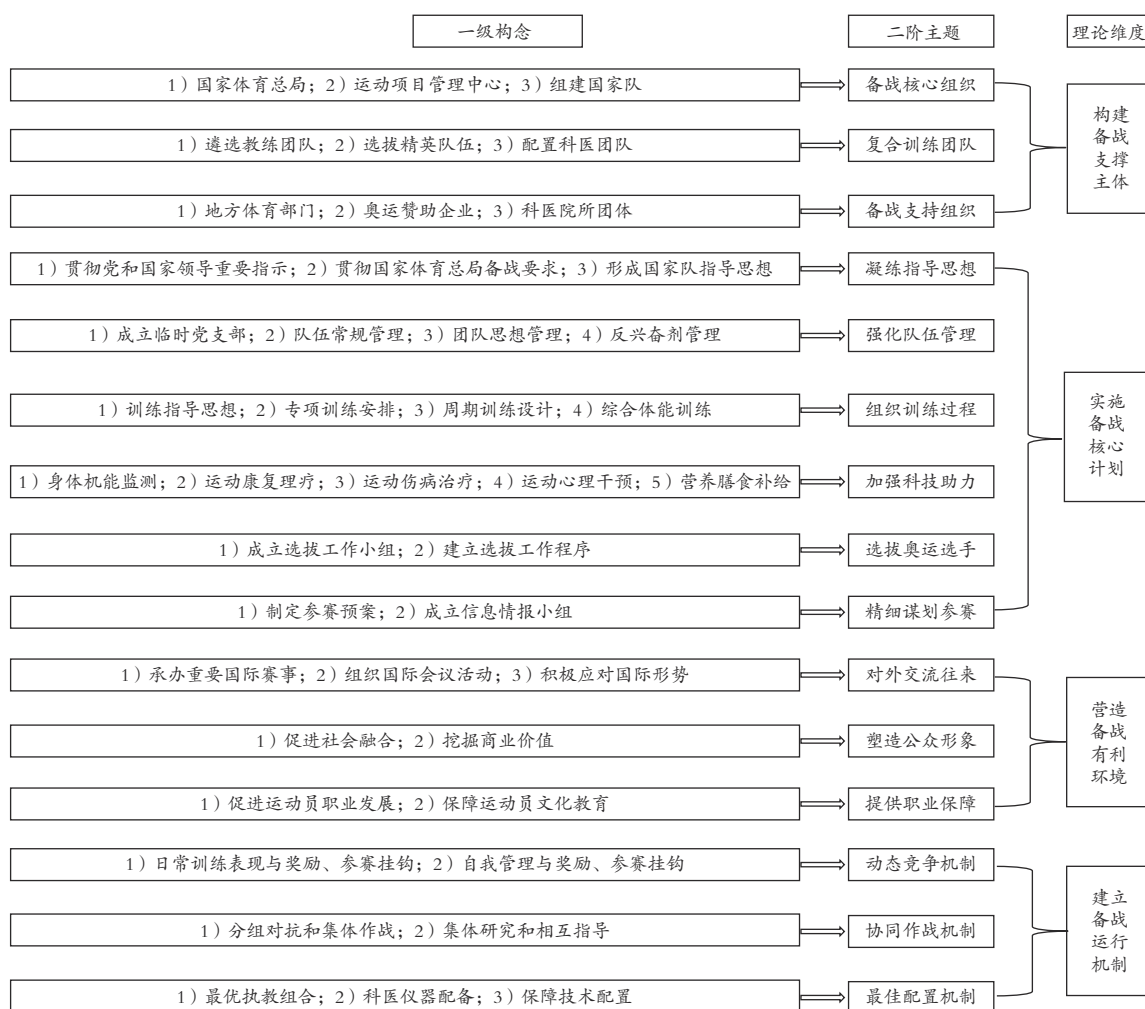 一级构念
二阶主题
理论维度
1）国家体育总局；2）运动项目管理中心；3）组建国家队
备战核心组织
1）遴选教练团队；2）选拔精英队伍；3）配置科医团队
复合训练团队
1）地方体育部门；2）奥运赞助企业；3）科医院所团体
备战支持组织
构建
备战
支撑
主体
1）贯彻党和国家领导重要指示；2）贯彻国家体育总局备战要求；3）形成国家队指导思想
凝练指导思想
1）成立临时党支部；2）队伍常规管理；3）团队思想管理；4）反兴奋剂管理
强化队伍管理
1）训练指导思想；2）专项训练安排；3）周期训练设计；4）综合体能训练
组织训练过程
1）身体机能监测；2）运动康复理疗；3）运动伤病治疗；4）运动心理干预；5）营养膳食补给
加强科技助力
1）成立选拔工作小组；2）建立选拔工作程序
选拔奥运选手
1）制定参赛预案；2）成立信息情报小组
精细谋划参赛
实施
备战
核心
计划
1）承办重要国际赛事；2）组织国际会议活动；3）积极应对国际形势
对外交流往来
1）促进社会融合；2）挖掘商业价值
塑造公众形象
1）促进运动员职业发展；2）保障运动员文化教育
提供职业保障
营造
备战
有利
环境
1）日常训练表现与奖励、参赛挂钩；2）自我管理与奖励、参赛挂钩
动态竞争机制
1）分组对抗和集体作战；2）集体研究和相互指导
协同作战机制
1）最优执教组合；2）科医仪器配备；3）保障技术配置
最佳配置机制
建立
备战
运行
机制